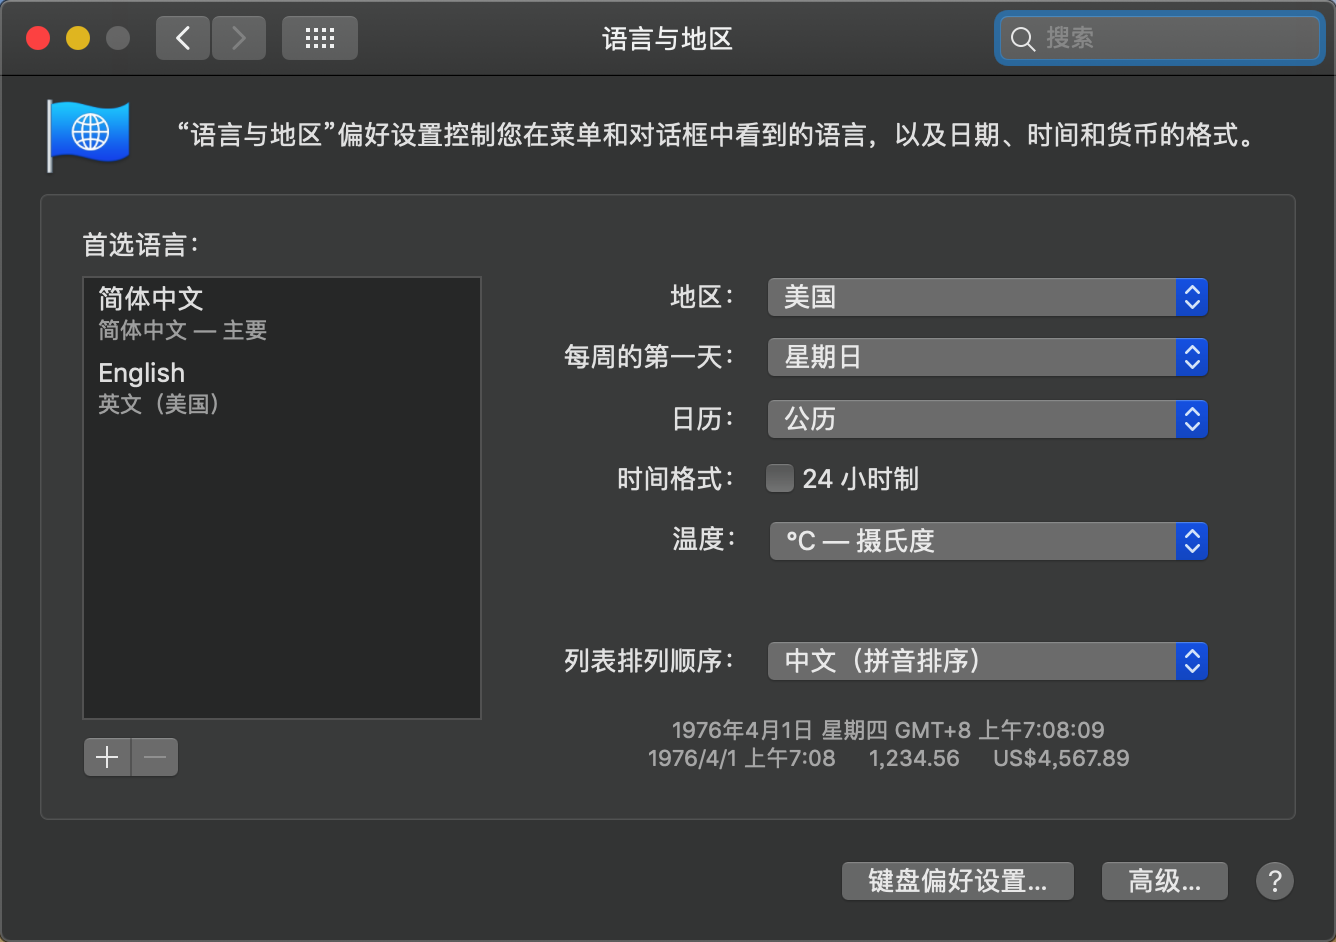 语言与地区
搜索
“语言与地区”偏好设置控制您在菜单和对话框中看到的语言，以及日期、时间和货币的格式。
首选语言：
简体中文
简体中文 — 主要
English
英文（美国）
地区： 美国
每周的第一天： 星期日
日历： 公历
时间格式： 24 小时制
温度： °C — 摄氏度
列表排列顺序： 中文（拼音排序）
1976年4月1日 星期四 GMT+8 上午7:08:09
1976/4/1 上午7:08 1,234.56 US$4,567.89
键盘偏好设置... 高级... ?